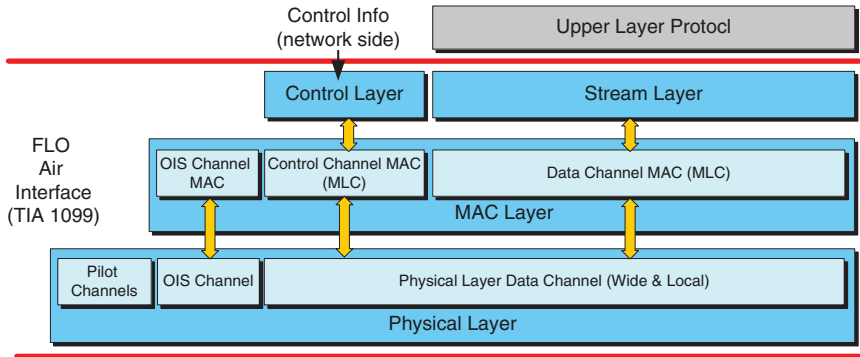 Control Info
(network side)
Upper Layer Protocl
Control Layer
Stream Layer
FLO
Air
Interface
(TIA 1099)
OIS Channel
MAC
Control Channel MAC
(MLC)
Data Channel MAC (MLC)
MAC Layer
Pilot
Channels
OIS Channel
Physical Layer Data Channel (Wide & Local)
Physical Layer